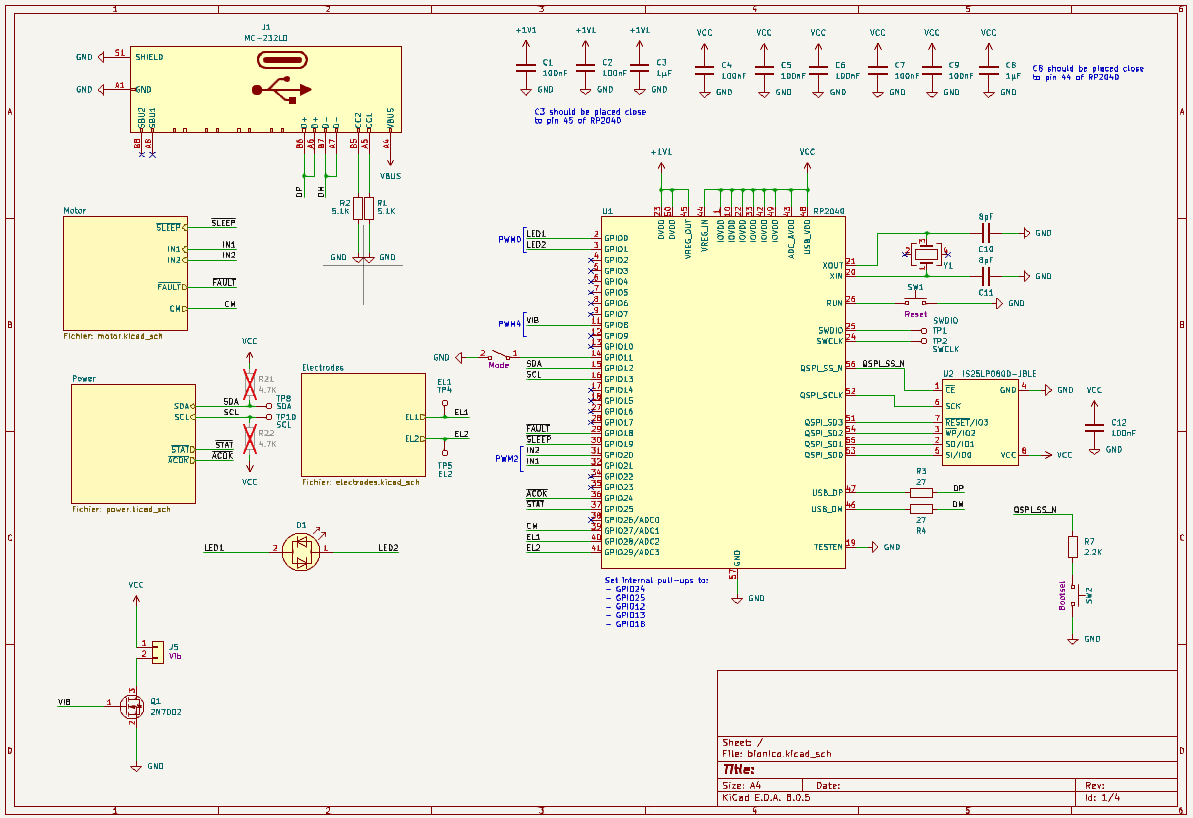 1 2 3 4 5 6
J1
MC-232LD
GND S1 SHIELD
GND A1 GND
GBU2 GBU1 D+ D+ D- D- CC2 CC1 VBUS
B8 A8 B6 A6 B7 A7 B5 A5 A4
VBUS
DP DM
R2 R1
5.1K 5.1K
GND GND
+1V1 +1V1 +1V1 VCC VCC VCC VCC VCC VCC
C1 C2 C3 C4 C5 C6 C7 C9 C8
100nF 100nF 1µF 100nF 100nF 100nF 100nF 100nF 1µF
GND GND GND GND GND GND GND GND GND
C8 should be placed close
to pin 44 of RP2040
C3 should be placed close
to pin 45 of RP2040
A
A
Motor
SLEEP SLEEP
IN1 IN1
IN2 IN2
FAULT FAULT
CM CM
Fichier: motor.kicad_sch
B
B
Power
SDA SDA
SCL SCL
STAT STAT
ACOK ACOK
Fichier: power.kicad_sch
VCC
R21
4.7K
TP8
SDA
TP10
SCL
R22
4.7K
VCC
Electrodes
EL1
EL2
Fichier: electrodes.kicad_sch
EL1
TP4
EL1
EL2
TP5
EL2
D1
LED1 2 1 LED2
VCC
1 J5
2 Vib
VIB 1 3 2 Q1
2N7002
GND
+1V1 VCC
23 50 45 44 1 10 22 33 42 49 43 48
U1 RP2040
DVDD DVDD VREG_OUT VREG_IN IOVDD IOVDD IOVDD IOVDD IOVDD IOVDD ADC_AVDD USB_VDD
PWM0
LED1 2 GPIO0
LED2 3 GPIO1
4 GPIO2
5 GPIO3
6 GPIO4
7 GPIO5
8 GPIO6
9 GPIO7
PWM4 VIB 11 GPIO8
12 GPIO9
13 GPIO10
GND 2 1 14 GPIO11
Mode
SDA 15 GPIO12
SCL 16 GPIO13
17 GPIO14
18 GPIO15
27 GPIO16
28 GPIO17
FAULT 29 GPIO18
SLEEP 30 GPIO19
PWM2
IN2 31 GPIO20
IN1 32 GPIO21
34 GPIO22
35 GPIO23
ACOK 36 GPIO24
STAT 37 GPIO25
38 GPIO26/ADC0
CM 39 GPIO27/ADC1
EL1 40 GPIO28/ADC2
EL2 41 GPIO29/ADC3
Set internal pull-ups to:
- GPIO24
- GPIO25
- GPIO12
- GPIO13
- GPIO18
GND
57
GND
XOUT 21
XIN 20
2 3 4 1 Y1
8pF
C10
GND
8pF
C11
GND
RUN 26
SW1
Reset
GND
SWDIO 25 SWDIO
TP1
SWCLK 24 TP2
SWCLK
QSPI_SS_N 56 QSPI_SS_N
QSPI_SCLK 52
QSPI_SD3 51
QSPI_SD2 54
QSPI_SD1 55
QSPI_SD0 53
U2 IS25LP080D-JBLE
1 CE GND 4 GND
6 SCK
7 RESET/IO3
3 WP/IO2
2 SO/IO1
5 SI/IO0 VCC 8 VCC
VCC
C12
100nF
GND
R3
27
USB_DP 47 DP
USB_DM 46 DM
27
R4
TESTEN 19 GND
QSPI_SS_N
R7
2.2K
Bootsel
SW2
GND
C
C
D
D
Sheet: /
File: bionico.kicad_sch
Title:
Size: A4 Date: Rev:
KiCad E.D.A. 8.0.5 Id: 1/4
1 2 3 4 5 6